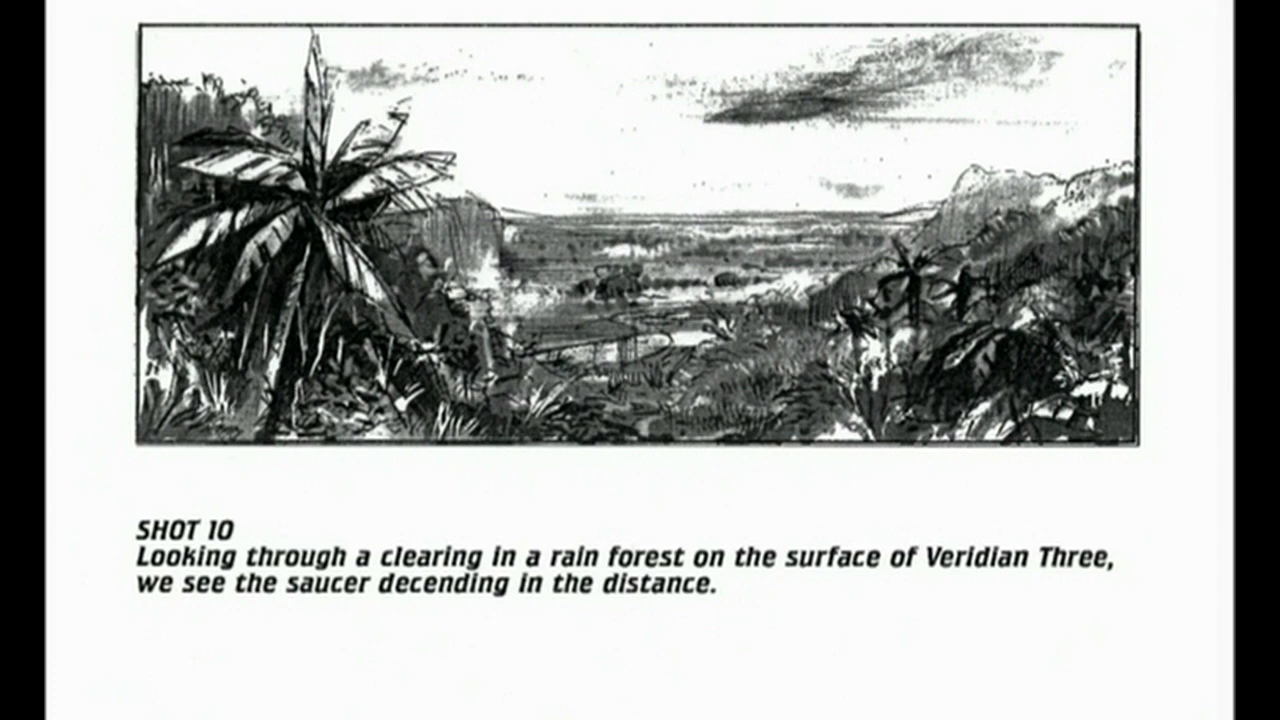 SHOT 10
Looking through a clearing in a rain forest on the surface of Veridian Three,
we see the saucer decending in the distance.